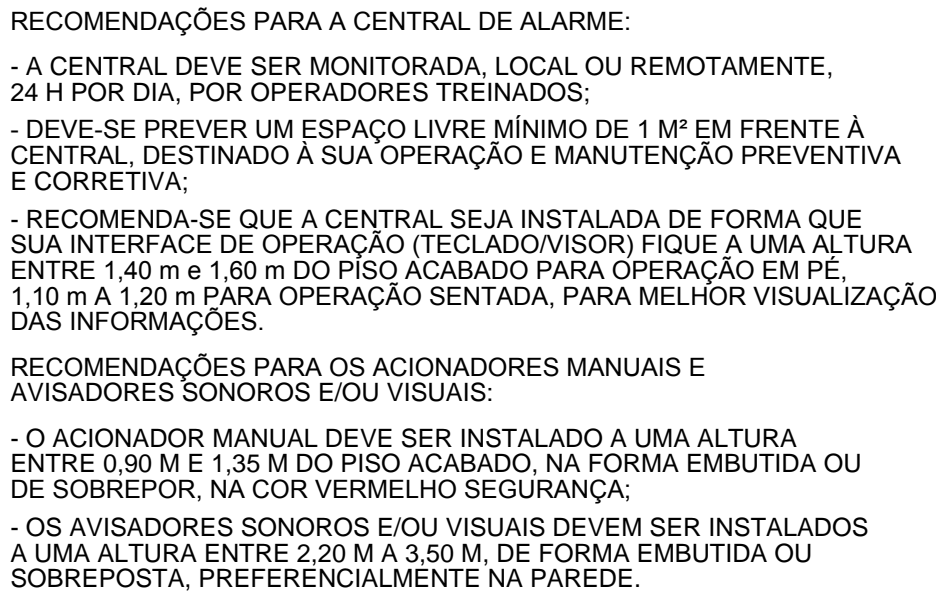 RECOMENDAÇÕES PARA A CENTRAL DE ALARME:
- A CENTRAL DEVE SER MONITORADA, LOCAL OU REMOTAMENTE,
24 H POR DIA, POR OPERADORES TREINADOS;
- DEVE-SE PREVER UM ESPAÇO LIVRE MÍNIMO DE 1 M² EM FRENTE À
CENTRAL, DESTINADO À SUA OPERAÇÃO E MANUTENÇÃO PREVENTIVA
E CORRETIVA;
- RECOMENDA-SE QUE A CENTRAL SEJA INSTALADA DE FORMA QUE
SUA INTERFACE DE OPERAÇÃO (TECLADO/VISOR) FIQUE A UMA ALTURA
ENTRE 1,40 m e 1,60 m DO PISO ACABADO PARA OPERAÇÃO EM PÉ,
1,10 m A 1,20 m PARA OPERAÇÃO SENTADA, PARA MELHOR VISUALIZAÇÃO
DAS INFORMAÇÕES.
RECOMENDAÇÕES PARA OS ACIONADORES MANUAIS E
AVISADORES SONOROS E/OU VISUAIS:
- O ACIONADOR MANUAL DEVE SER INSTALADO A UMA ALTURA
ENTRE 0,90 M E 1,35 M DO PISO ACABADO, NA FORMA EMBUTIDA OU
DE SOBREPOR, NA COR VERMELHO SEGURANÇA;
- OS AVISADORES SONOROS E/OU VISUAIS DEVEM SER INSTALADOS
A UMA ALTURA ENTRE 2,20 M A 3,50 M, DE FORMA EMBUTIDA OU
SOBREPOSTA, PREFERENCIALMENTE NA PAREDE.